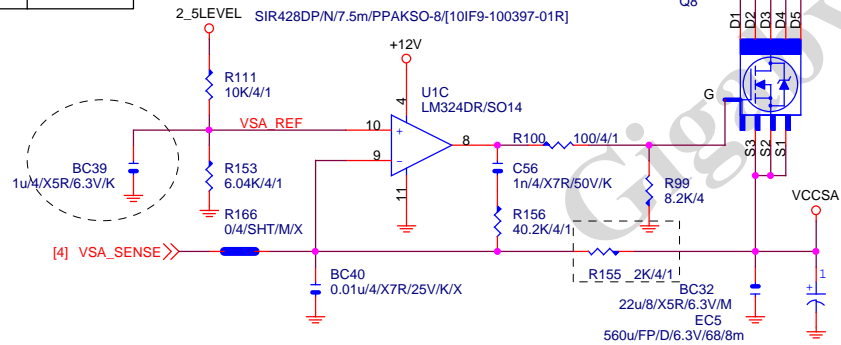 2_5LEVEL
SIR428DP/N/7.5m/PPAKSO-8/[10IF9-100397-01R]
Q8
D1
D2
D3
D4
D5
+12V
R111
10K/4/1
U1C
LM324DR/SO14
4
G
VSA_REF
10
+
9
-
8
11
R100
100/4/1
S3
S2
S1
BC39
1u/4/X5R/6.3V/K
R153
6.04K/4/1
C56
1n/4/X7R/50V/K
R99
8.2K/4
VCCSA
R166
0/4/SHT/M/X
R156
40.2K/4/1
[4] VSA_SENSE
BC40
0.01u/4/X7R/25V/K/X
R155
2K/4/1
BC32
22u/8/X5R/6.3V/M
EC5
560u/FP/D/6.3V/68/8m
+
1